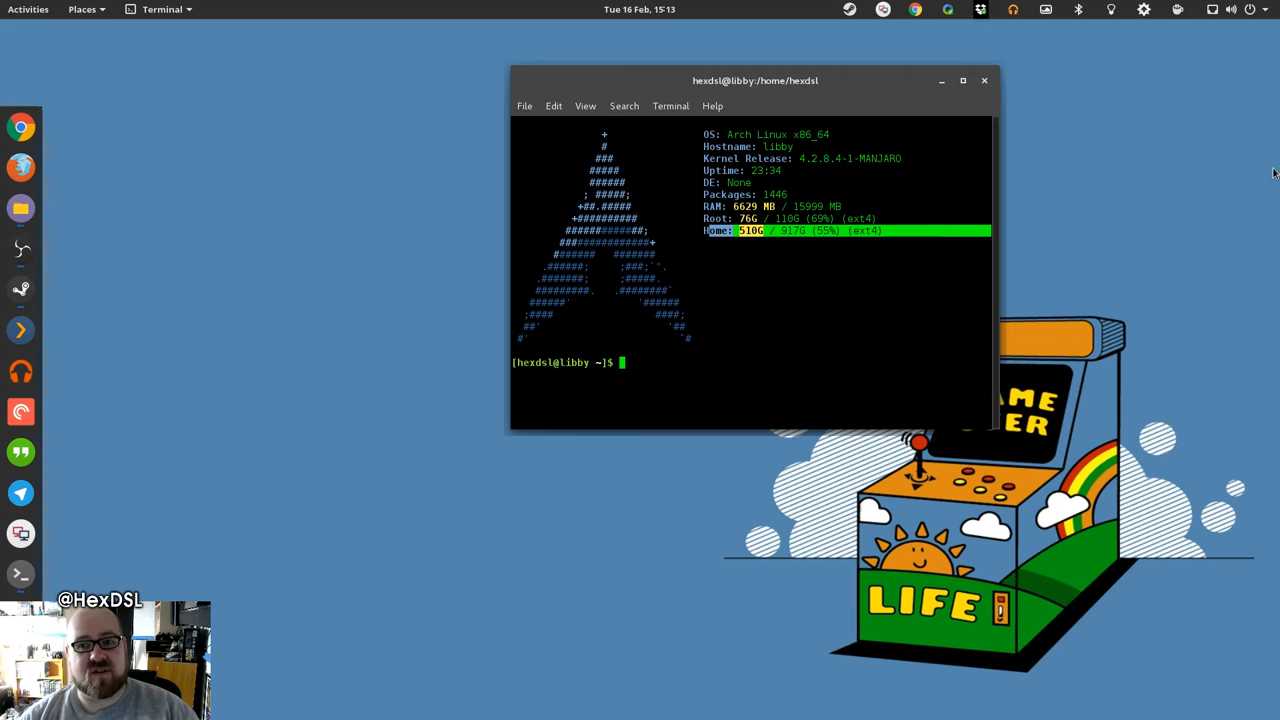 Activities Places Terminal Tue 16 Feb, 15:13
hexdsl@libby:/home/hexdsl
File Edit View Search Terminal Help
OS: Arch Linux x86_64
Hostname: libby
Kernel Release: 4.2.8.4-1-MANJARO
Uptime: 23:34
DE: None
Packages: 1446
RAM: 6629 MB / 15999 MB
Root: 76G / 110G (69%) (ext4)
Home: 510G / 917G (55%) (ext4)
[hexdsl@libby ~]$
AME
ER
LIFE
@HexDSL